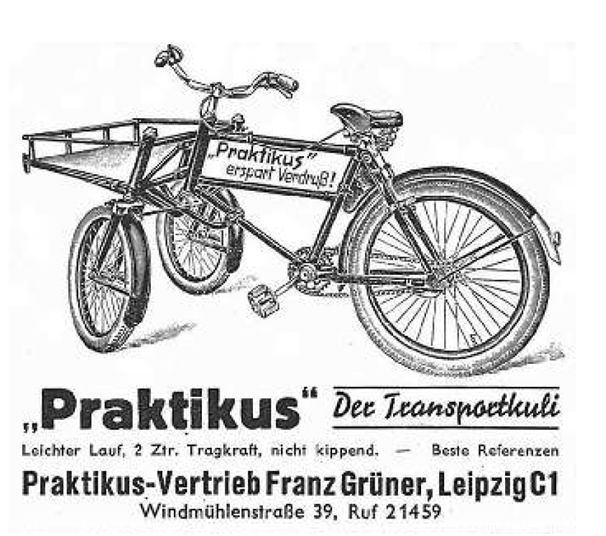 „Praktikus”
erspart Verdruß!
„Praktikus“ Der Transportkuli
Leichter Lauf, 2 Ztr. Tragkraft, nicht kippend. — Beste Referenzen
Praktikus-Vertrieb Franz Grüner, Leipzig C1
Windmühlenstraße 39, Ruf 21459